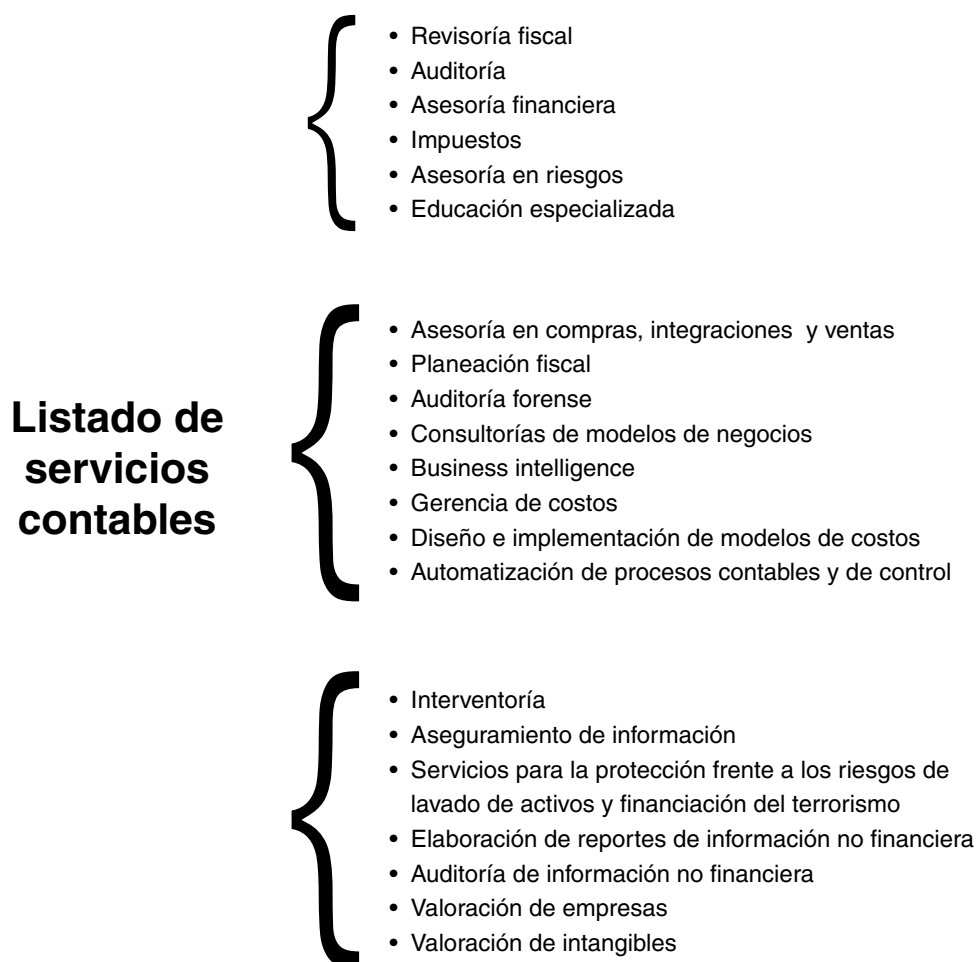 • Revisoría fiscal
• Auditoría
• Asesoría financiera
• Impuestos
• Asesoría en riesgos
• Educación especializada
Listado de
servicios
contables
• Asesoría en compras, integraciones y ventas
• Planeación fiscal
• Auditoría forense
• Consultorías de modelos de negocios
• Business intelligence
• Gerencia de costos
• Diseño e implementación de modelos de costos
• Automatización de procesos contables y de control
• Interventoría
• Aseguramiento de información
• Servicios para la protección frente a los riesgos de
lavado de activos y financiación del terrorismo
• Elaboración de reportes de información no financiera
• Auditoría de información no financiera
• Valoración de empresas
• Valoración de intangibles